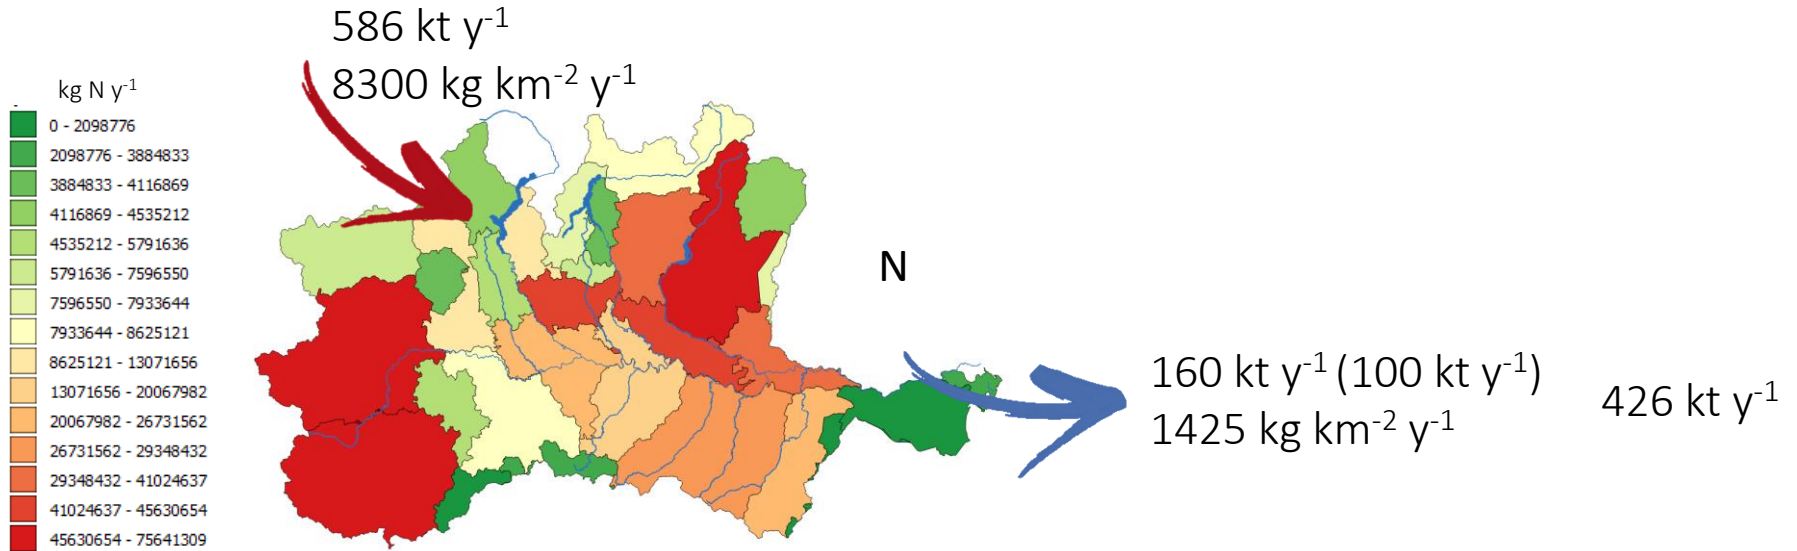 586 kt y-1
8300 kg km-2 y-1
kg N y-1
0 - 2098776
2098776 - 3884833
3884833 - 4116869
4116869 - 4535212
4535212 - 5791636
5791636 - 7596550
7596550 - 7933644
7933644 - 8625121
8625121 - 13071656
13071656 - 20067982
20067982 - 26731562
26731562 - 29348432
29348432 - 41024637
41024637 - 45630654
45630654 - 75641309
N
160 kt y-1 (100 kt y-1)
1425 kg km-2 y-1
426 kt y-1